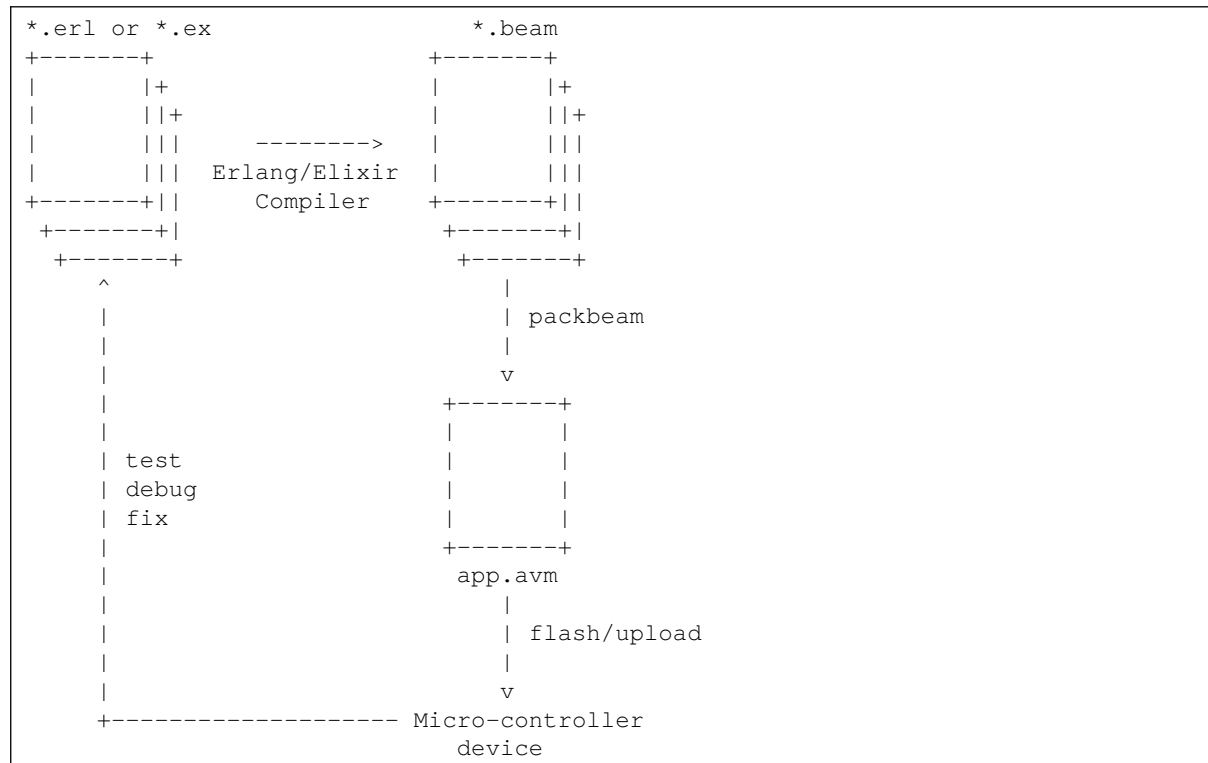 *.erl or *.ex *.beam
+-------+ +-------+
| |+ | |+
| ||+ | ||+
| ||| --------> | |||
| ||| Erlang/Elixir | |||
+-------+|| Compiler +-------+||
+-------+| +-------+|
+-------+ +-------+
^ |
| | packbeam
| |
| v
| +-------+
| | |
| test | |
| debug | |
| fix | |
| +-------+
| app.avm
| |
| | flash/upload
| |
| v
+-------------------- Micro-controller
device